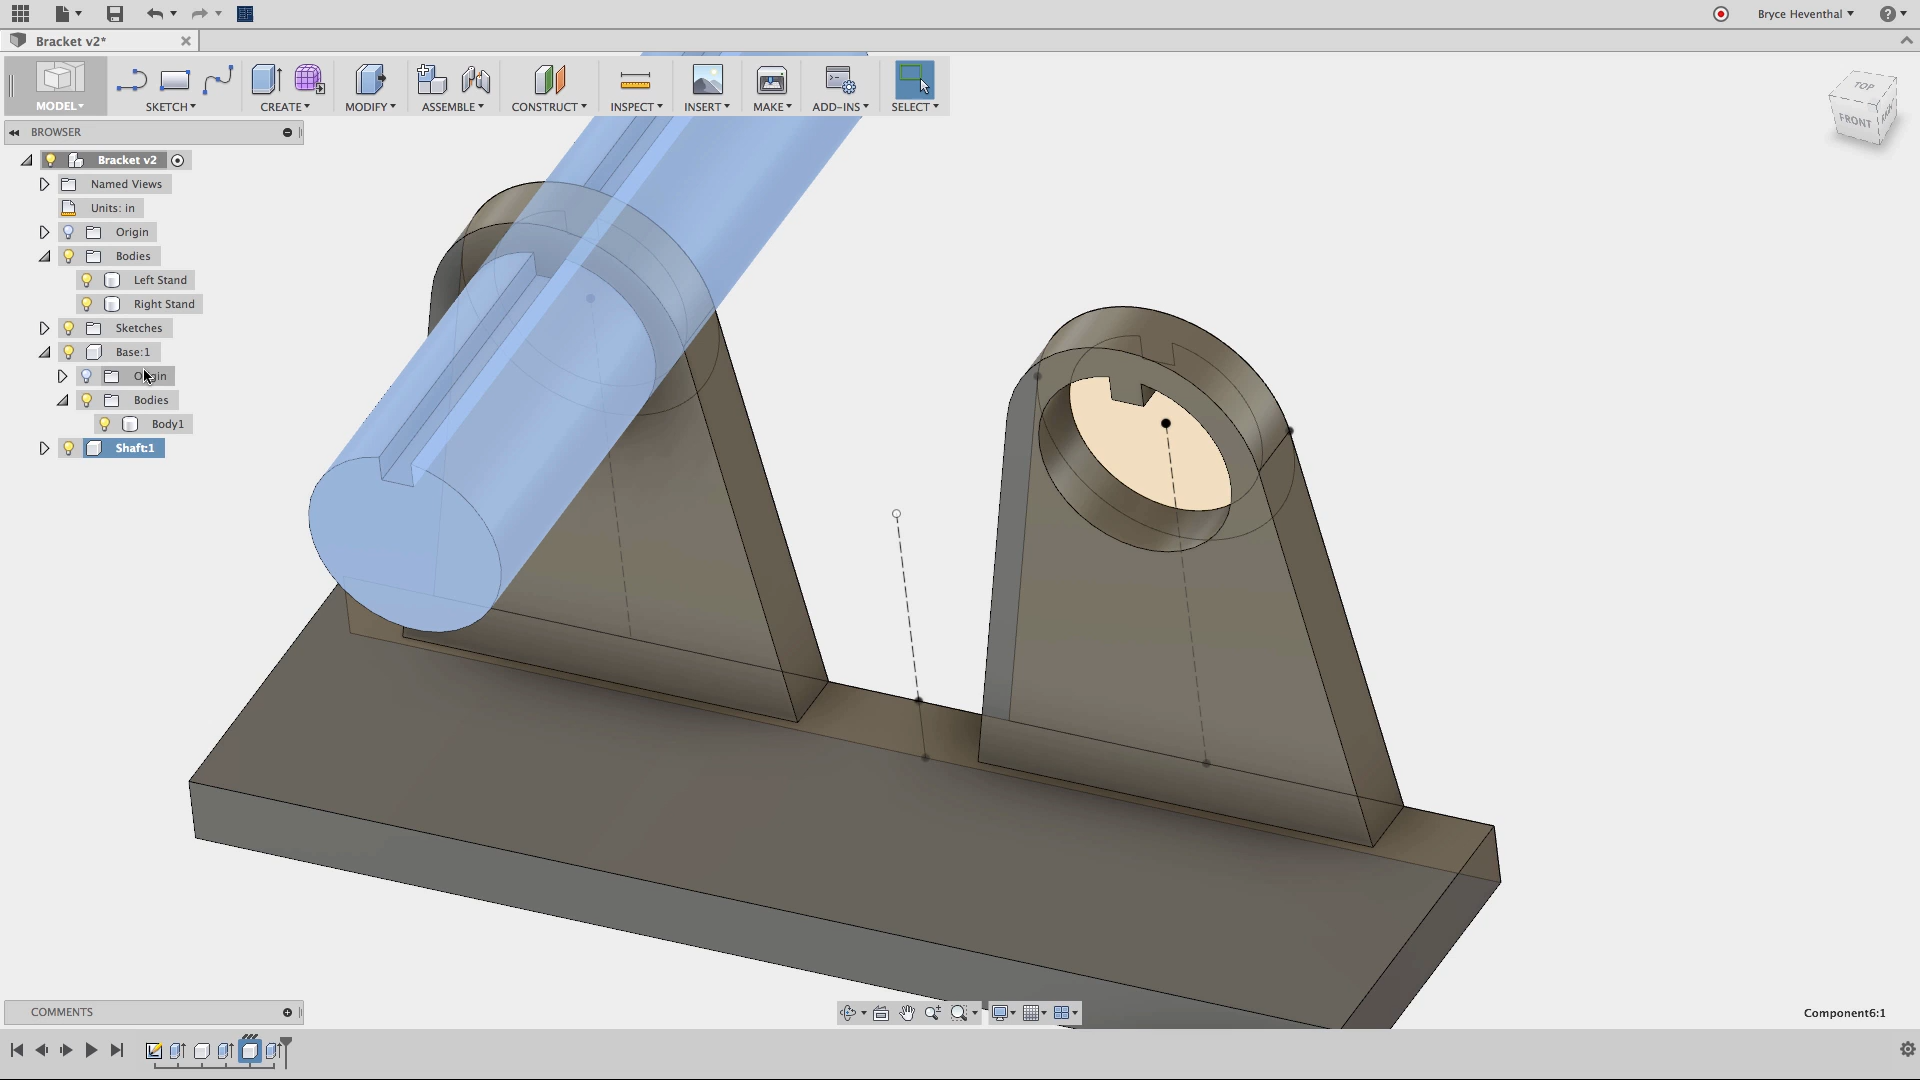 Bryce Heventhal
Bracket v2*
MODEL
SKETCH
CREATE
MODIFY
ASSEMBLE
CONSTRUCT
INSPECT
INSERT
MAKE
ADD-INS
SELECT
TOP
FRONT
BROWSER
Bracket v2
Named Views
Units: in
Origin
Bodies
Left Stand
Right Stand
Sketches
Base:1
Origin
Bodies
Body1
Shaft:1
COMMENTS
Component6:1